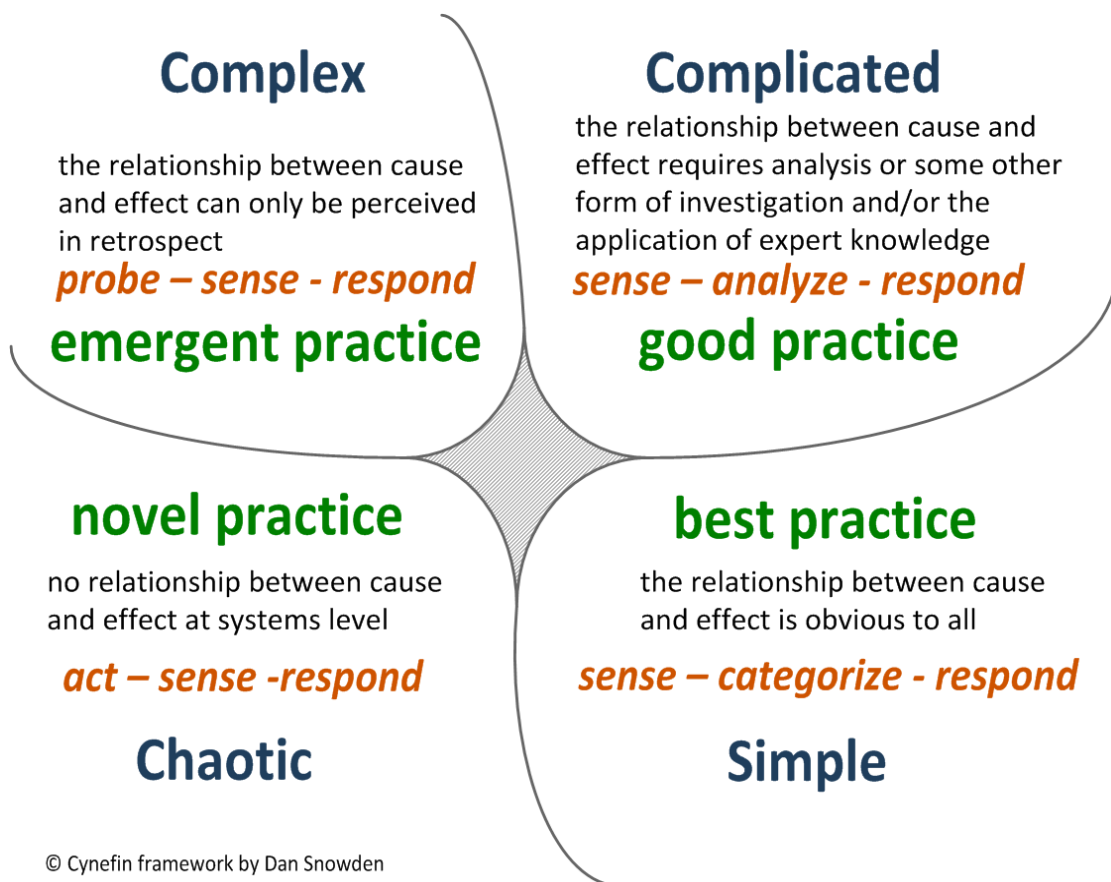 Complex
the relationship between cause
and effect can only be perceived
in retrospect
probe – sense - respond
emergent practice
Complicated
the relationship between cause and
effect requires analysis or some other
form of investigation and/or the
application of expert knowledge
sense – analyze - respond
good practice
novel practice
no relationship between cause
and effect at systems level
act – sense -respond
Chaotic
best practice
the relationship between cause
and effect is obvious to all
sense – categorize - respond
Simple
© Cynefin framework by Dan Snowden